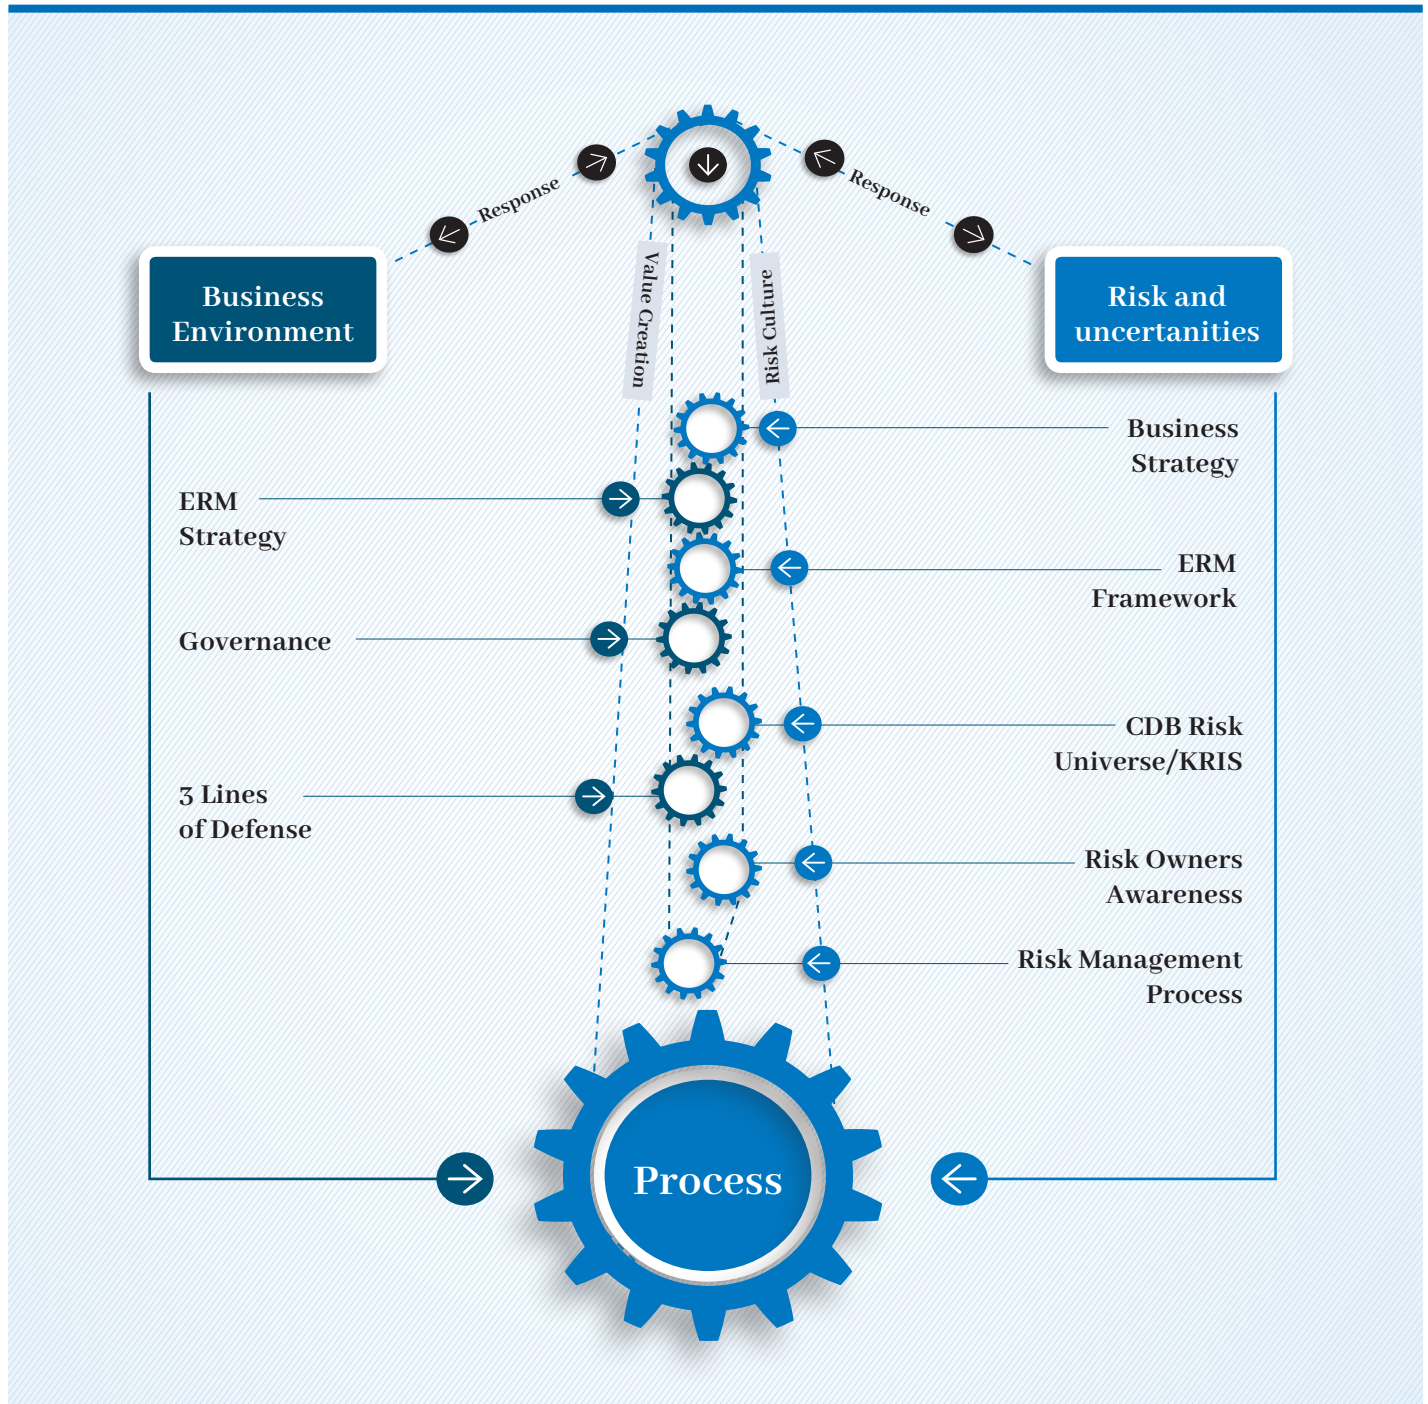 Response
Response
Business
Environment
Value Creation
Risk Culture
Risk and
uncertanities
Business
Strategy
ERM
Strategy
ERM
Framework
Governance
CDB Risk
Universe/KRIS
3 Lines
of Defense
Risk Owners
Awareness
Risk Management
Process
Process